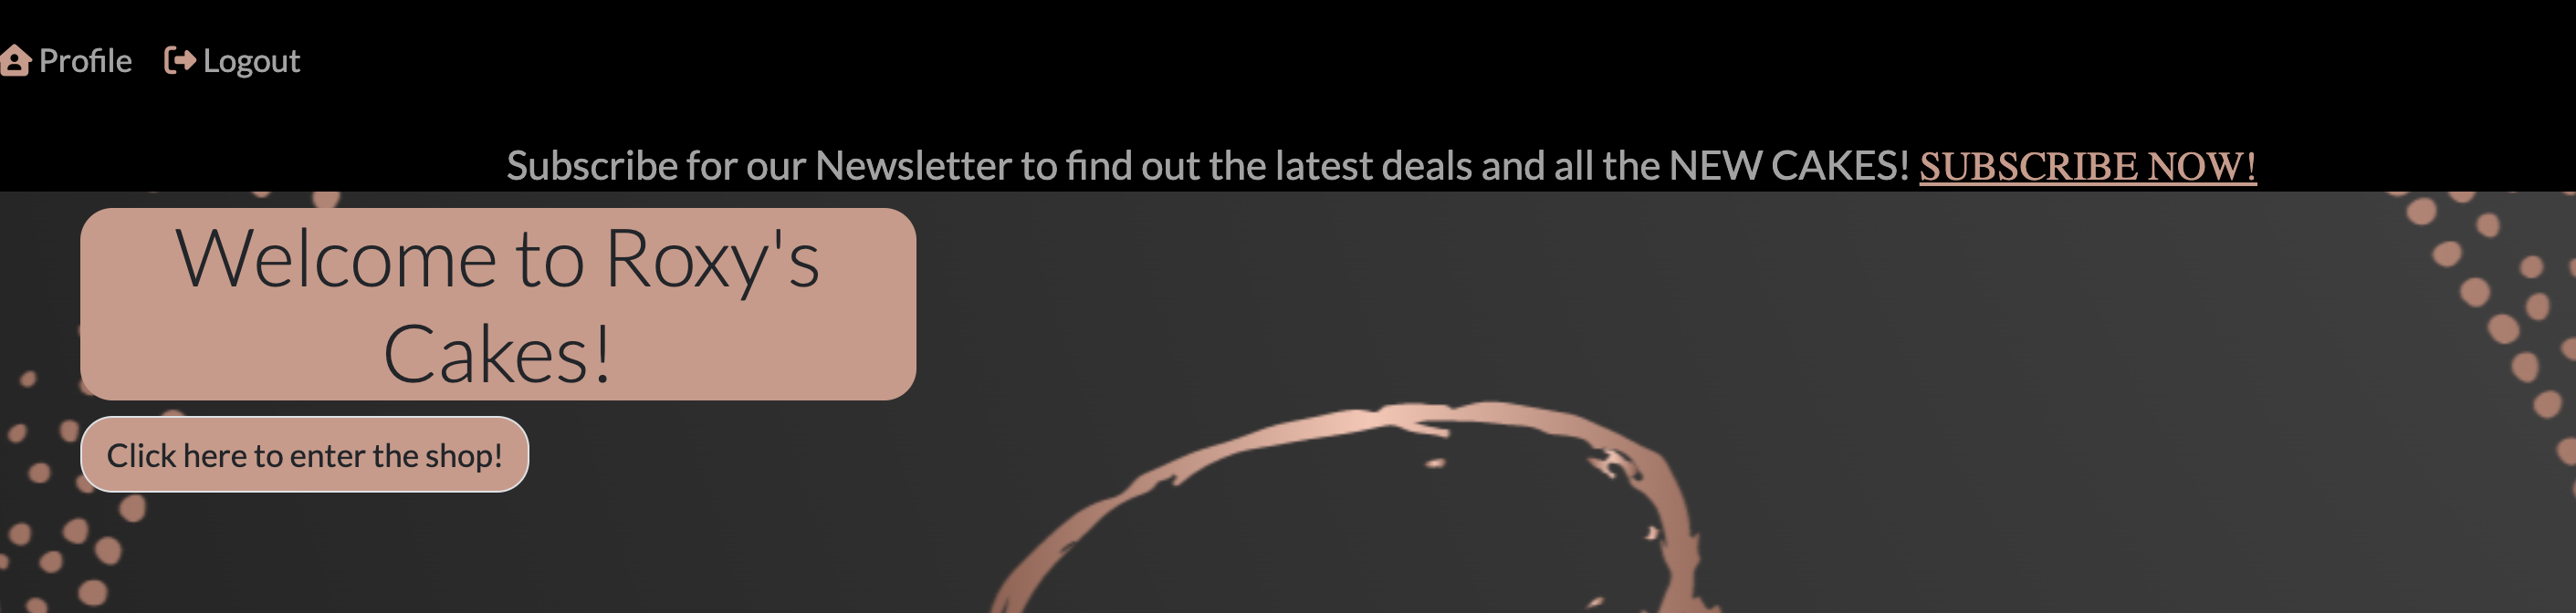 Profile Logout
Subscribe for our Newsletter to find out the latest deals and all the NEW CAKES! SUBSCRIBE NOW!
Welcome to Roxy's
Cakes!
Click here to enter the shop!